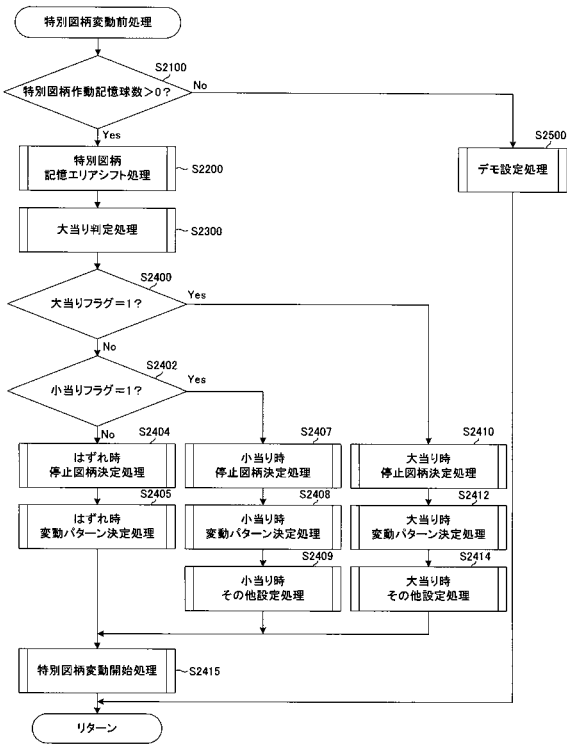 特別図柄変動前処理
S2100
特別図柄作動記憶球数>0?
No
Yes
特別図柄
記憶エリアシフト処理
S2200
S2500
デモ設定処理
大当り判定処理
S2300
S2400
大当りフラグ=1?
Yes
No
S2402
小当りフラグ=1?
Yes
No
S2404
はずれ時
停止図柄決定処理
S2407
小当り時
停止図柄決定処理
S2410
大当り時
停止図柄決定処理
S2405
はずれ時
変動パターン決定処理
S2408
小当り時
変動パターン決定処理
S2412
大当り時
変動パターン決定処理
S2409
小当り時
その他設定処理
S2414
大当り時
その他設定処理
特別図柄変動開始処理
S2415
リターン